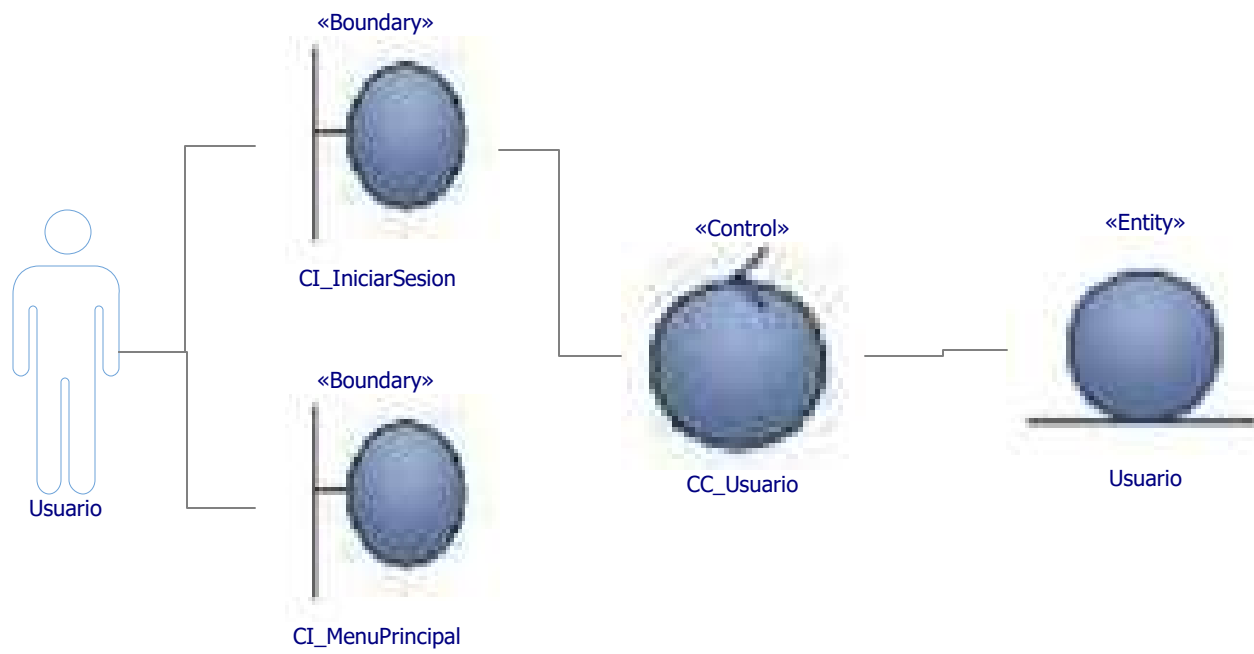 «Boundary»
CI_IniciarSesion
«Boundary»
CI_MenuPrincipal
Usuario
«Control»
CC_Usuario
«Entity»
Usuario